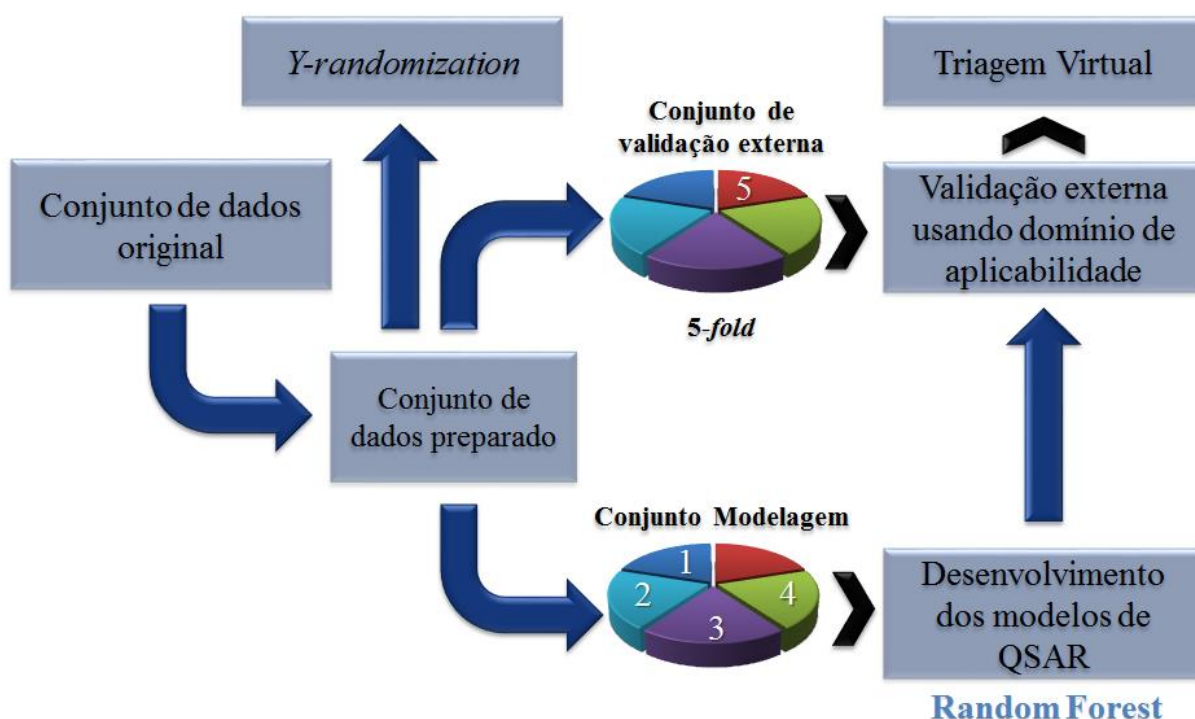 Y-randomization
Triagem Virtual
Conjunto de
validação externa
5
5-fold
Conjunto de dados
original
Validação externa
usando domínio de
aplicabilidade
Conjunto de
dados preparado
Conjunto Modelagem
1
2
3
4
Desenvolvimento
dos modelos de
QSAR
Random Forest